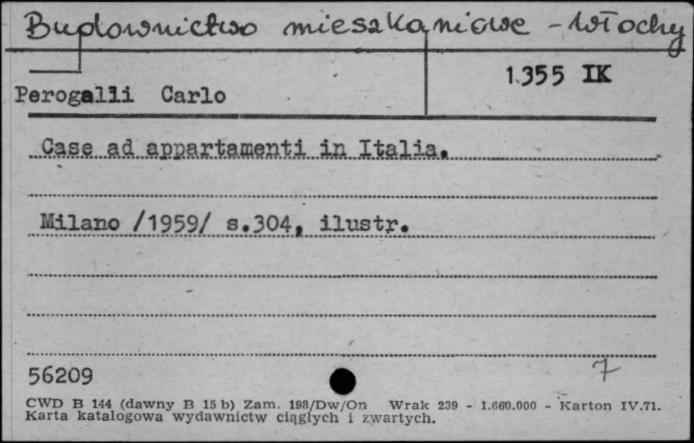 Budownictwo mieszkaniowe - Włochy
1.355 IK
Perogalli Carlo
Case ad appartamenti in Italia.
Milano /1959/ s.304, ilustr.
56209
7
CWD B 144 (dawny B 15 b) Zam. 198/Dw/On Wrak 239 - 1.660.000 - Karton IV.71.
Karta katalogowa wydawnictw ciągłych i zwartych.